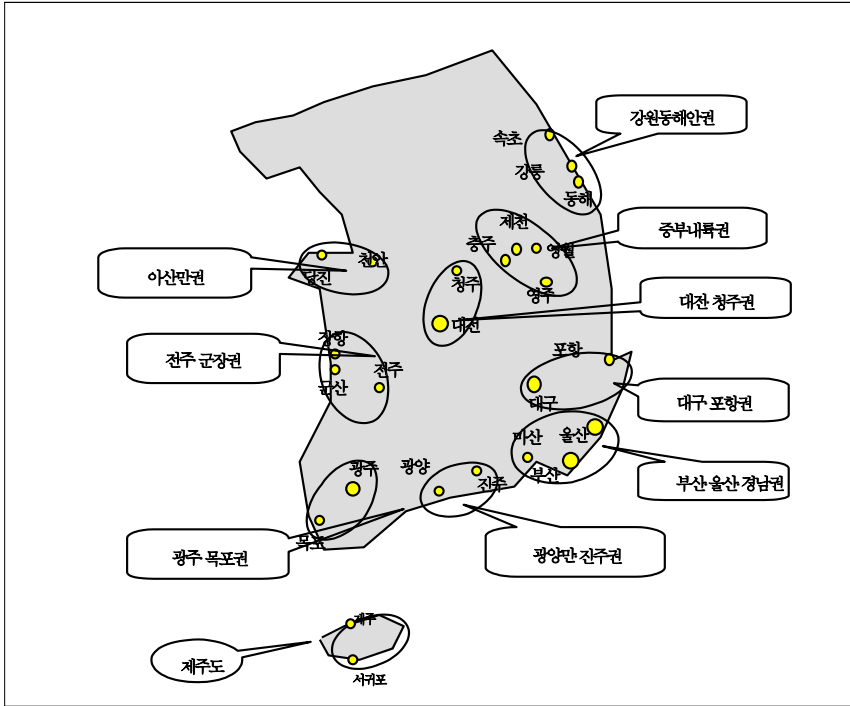 강원동해안권
속초
강릉
동해
제천
중부내륙권
충주
영월
천안
아산만권
당진
청주
영주
대전·청주권
대전
장항
포항
전주·군장권
전주
군산
대구
대구·포항권
마산
울산
광주
광양
부산
부산·울산·경남권
진주
목포
광주·목포권
광양만·진주권
제주
제주도
서귀포